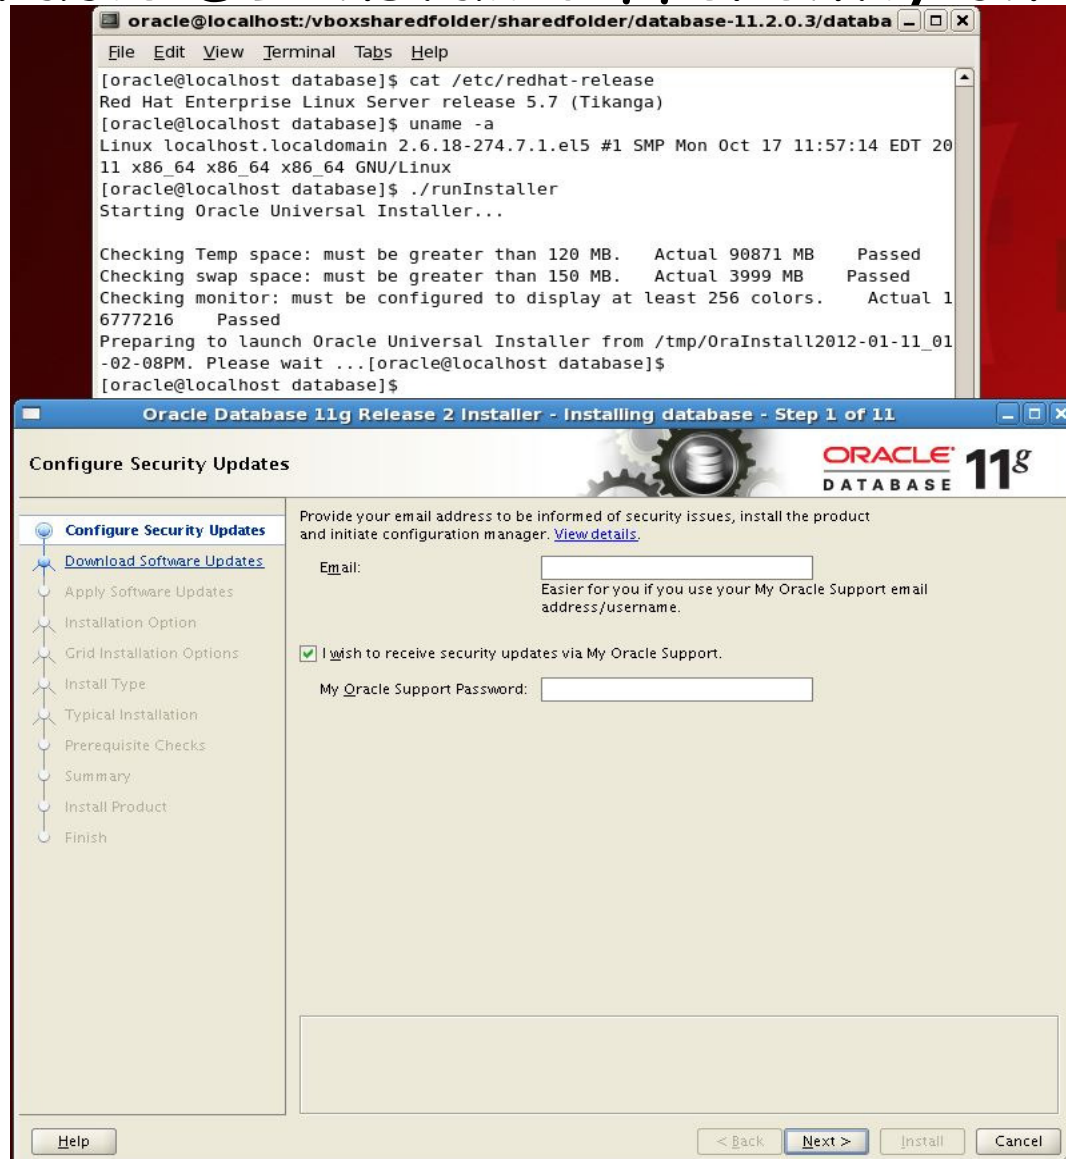 oracle@localhost:/vboxsharedfolder/sharedfolder/database-11.2.0.3/databa
File Edit View Terminal Tabs Help
[oracle@localhost database]$ cat /etc/redhat-release
Red Hat Enterprise Linux Server release 5.7 (Tikanga)
[oracle@localhost database]$ uname -a
Linux localhost.localdomain 2.6.18-274.7.1.el5 #1 SMP Mon Oct 17 11:57:14 EDT 20
11 x86_64 x86_64 x86_64 GNU/Linux
[oracle@localhost database]$ ./runInstaller
Starting Oracle Universal Installer...
Checking Temp space: must be greater than 120 MB.   Actual 90871 MB    Passed
Checking swap space: must be greater than 150 MB.   Actual 3999 MB    Passed
Checking monitor: must be configured to display at least 256 colors.    Actual 1
6777216    Passed
Preparing to launch Oracle Universal Installer from /tmp/OraInstall2012-01-11_01
-02-08PM. Please wait ...[oracle@localhost database]$
[oracle@localhost database]$
Oracle Database 11g Release 2 Installer - Installing database - Step 1 of 11
Configure Security Updates
ORACLE 11g
DATABASE
Configure Security Updates
Download Software Updates
Apply Software Updates
Installation Option
Grid Installation Options
Install Type
Typical Installation
Prerequisite Checks
Summary
Install Product
Finish
Provide your email address to be informed of security issues, install the product
and initiate configuration manager. View details.
Email:
Easier for you if you use your My Oracle Support email
address/username.
I wish to receive security updates via My Oracle Support.
My Oracle Support Password:
Help
< Back Next > Install Cancel